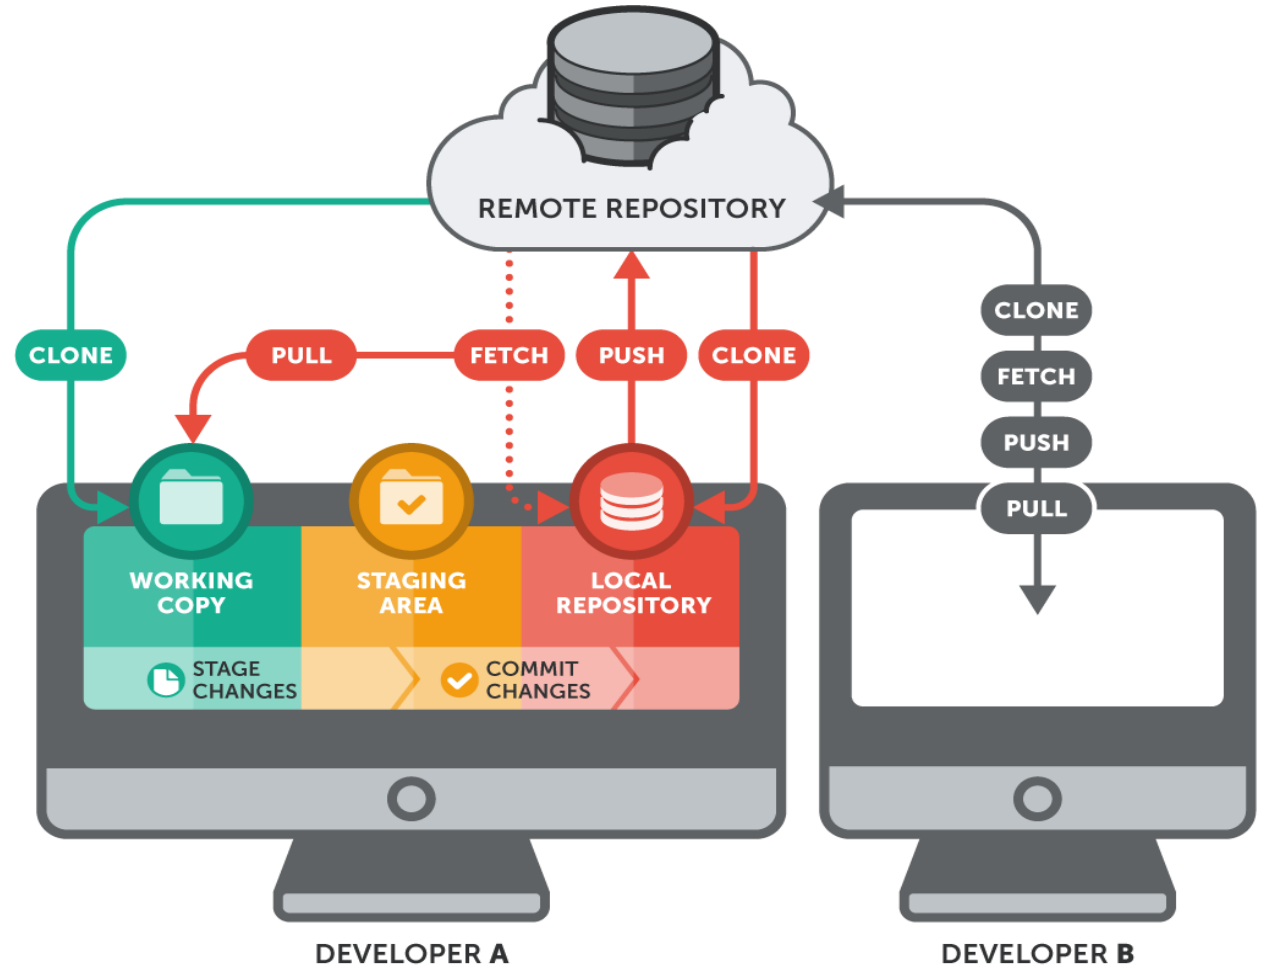 REMOTE REPOSITORY
CLONE
PULL
FETCH
PUSH
CLONE
CLONE
FETCH
PUSH
PULL
WORKING
COPY
STAGING
AREA
LOCAL
REPOSITORY
STAGE
CHANGES
COMMIT
CHANGES
DEVELOPER A
DEVELOPER B